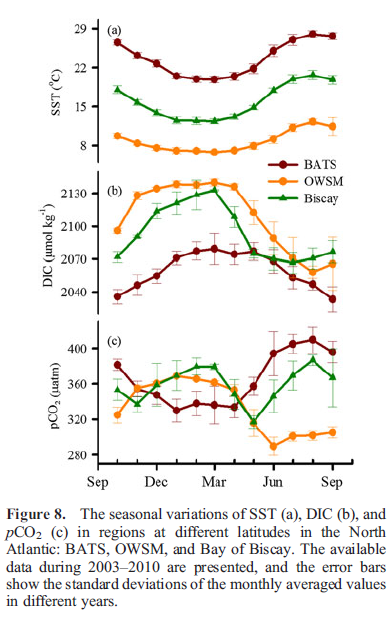 (a)
29
22
15
8
SST (°C)
BATS
OWSM
Biscay
(b)
2130
2100
2070
2040
DIC (μmol kg⁻¹)
(c)
400
360
320
280
pCO₂ (uatm)
Sep Dec Mar Jun Sep
Figure 8. The seasonal variations of SST (a), DIC (b), and
pCO2 (c) in regions at different latitudes in the North
Atlantic: BATS, OWSM, and Bay of Biscay. The available
data during 2003–2010 are presented, and the error bars
show the standard deviations of the monthly averaged values
in different years.